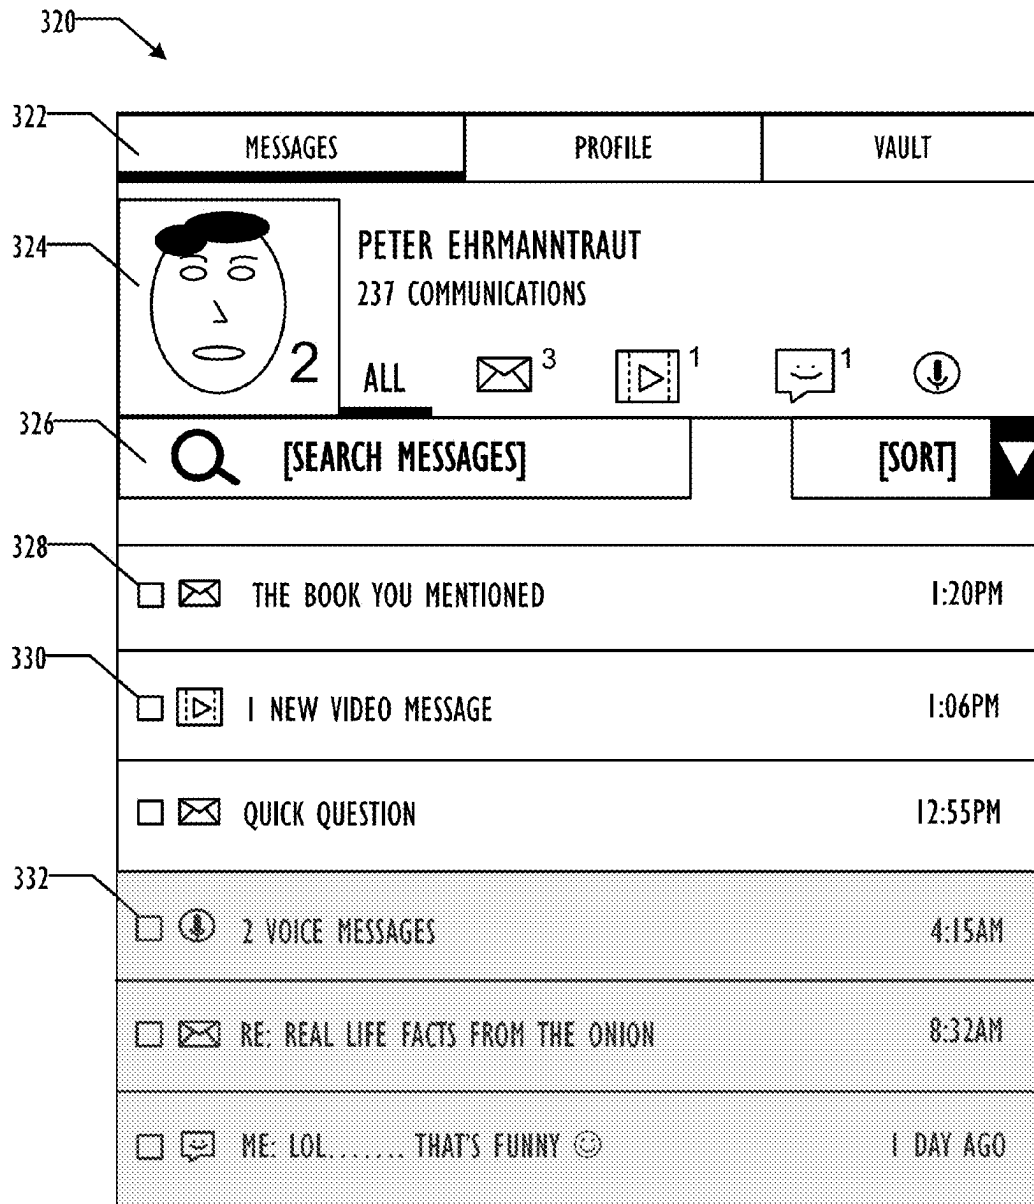 320
322 MESSAGES PROFILE VAULT
324 PETER EHRMANNTRAUT
237 COMMUNICATIONS
2 ALL 3 1 1
326 [SEARCH MESSAGES] [SORT]
328 THE BOOK YOU MENTIONED 1:20PM
330 1 NEW VIDEO MESSAGE 1:06PM
QUICK QUESTION 12:55PM
332 2 VOICE MESSAGES 4:15AM
RE: REAL LIFE FACTS FROM THE ONION 8:32AM
ME: LOL....... THAT'S FUNNY ☺ 1 DAY AGO